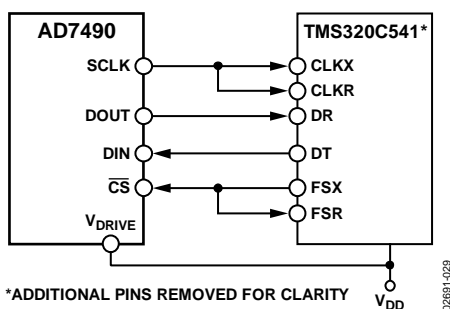 AD7490
TMS320C541*
SCLK
CLKX
CLKR
DOUT
DR
DIN
DT
CS
FSX
FSR
VDRIVE
*ADDITIONAL PINS REMOVED FOR CLARITY
VDD
02691-029